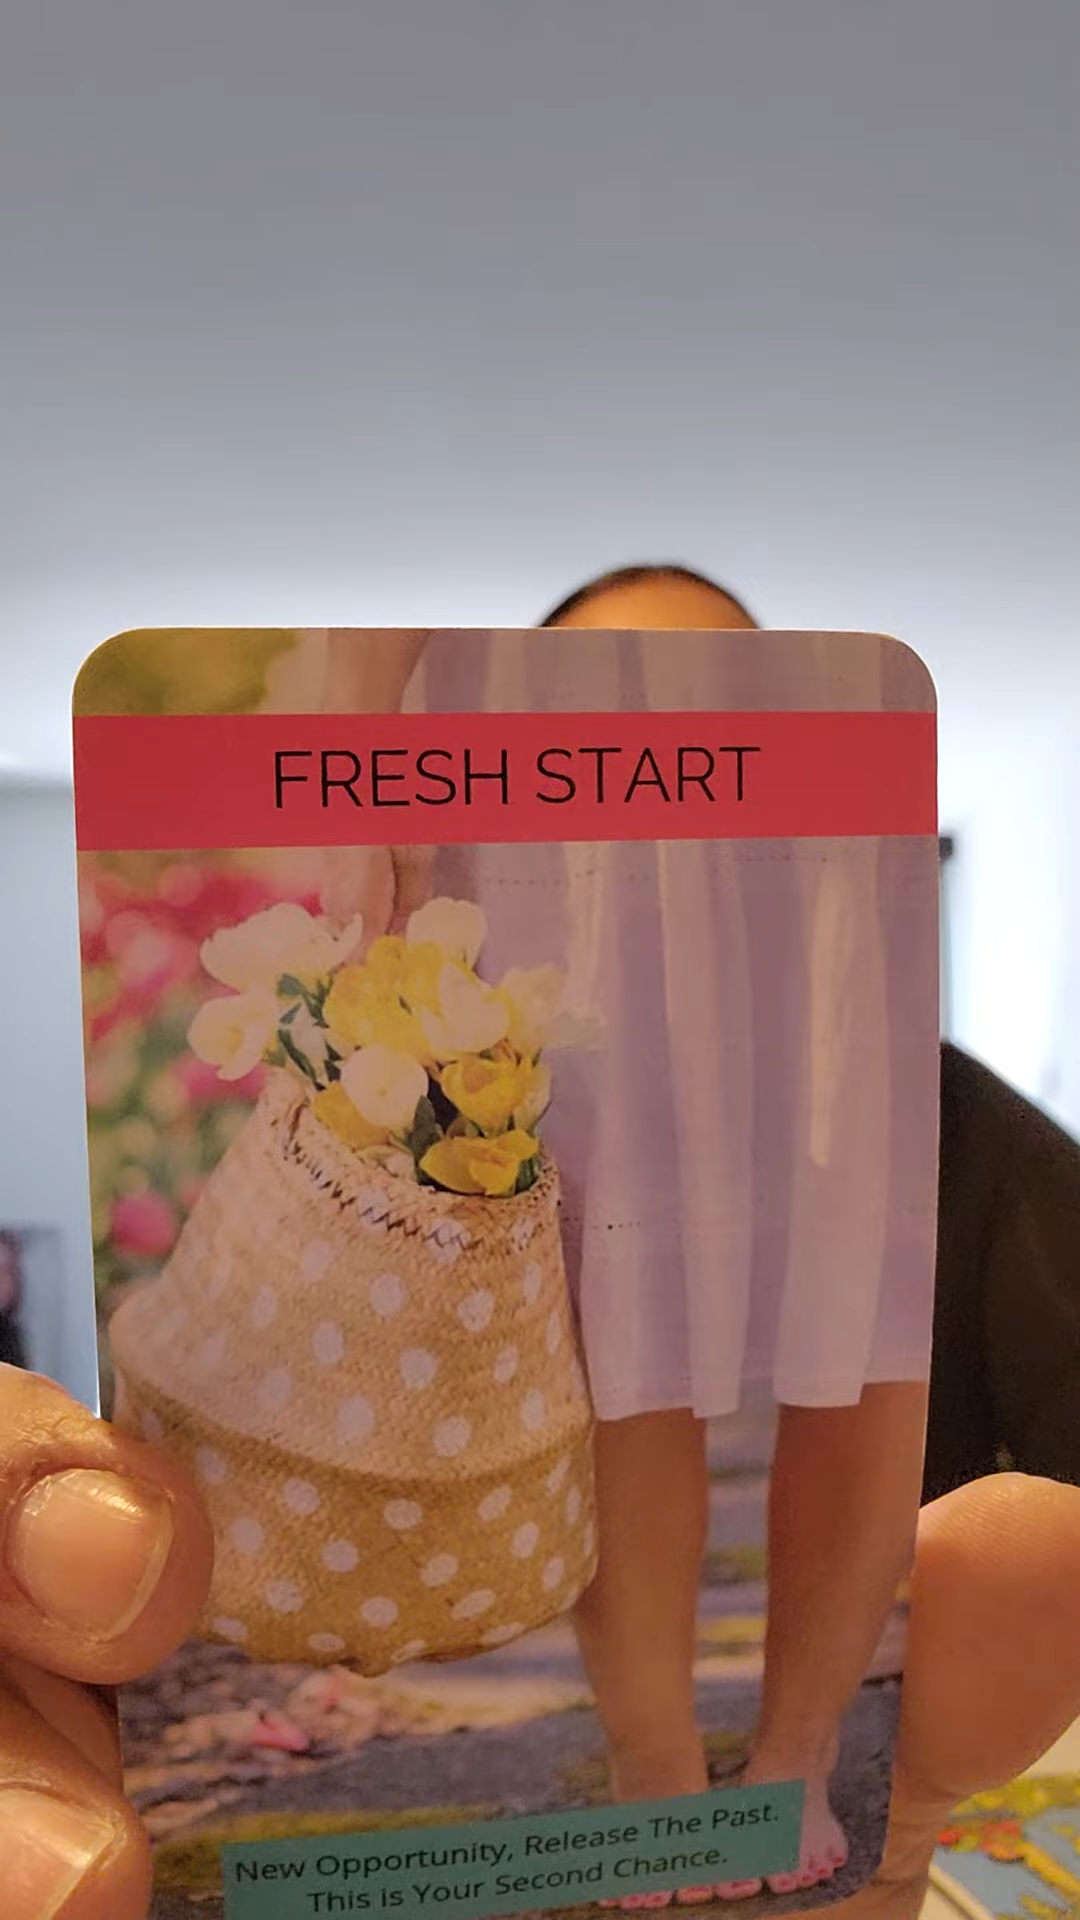 FRESH START
New Opportunity, Release The Past.
This is Your Second Chance.